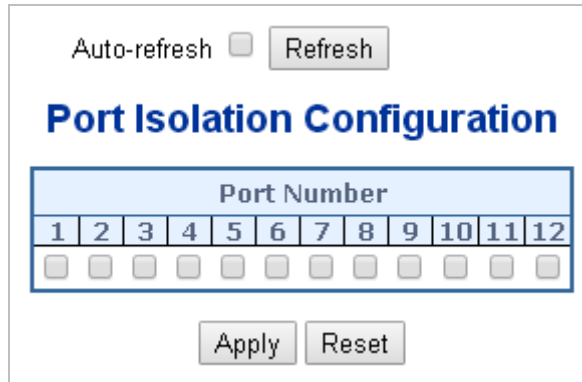 Auto-refresh Refresh
Port Isolation Configuration
Port Number
1 2 3 4 5 6 7 8 9 10 11 12
Apply Reset